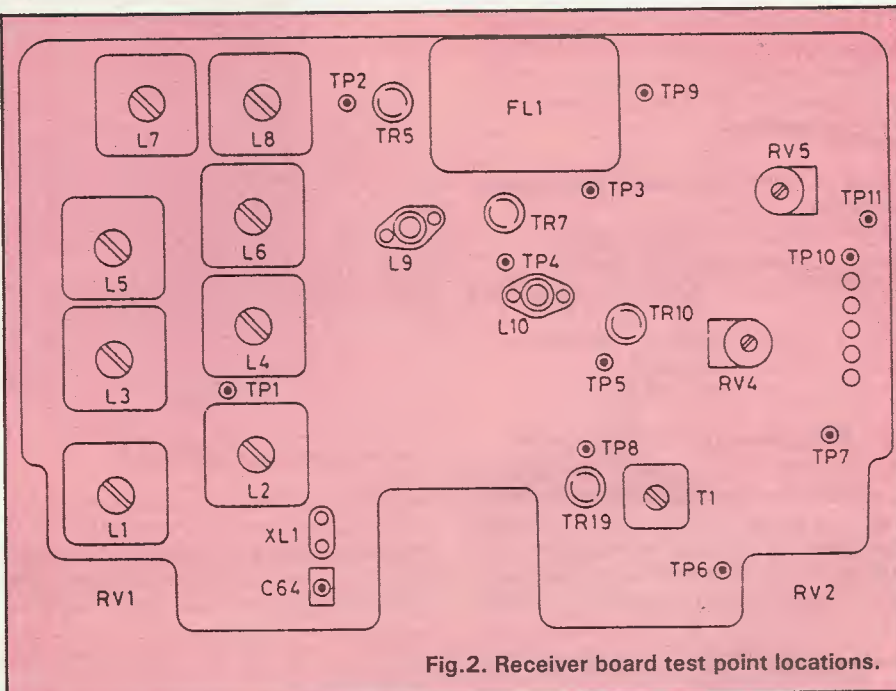 TP2
TP9
L7
L8
TR5
FL1
RV5
TP3
TP11
L6
TR7
L5
L9
TP4
TP10
L10
TR10
L4
L3
TP1
TP5
RV4
TP8
TP7
L2
L1
XL1
TR19
T1
TP6
RV1
C64
RV2
Fig.2. Receiver board test point locations.